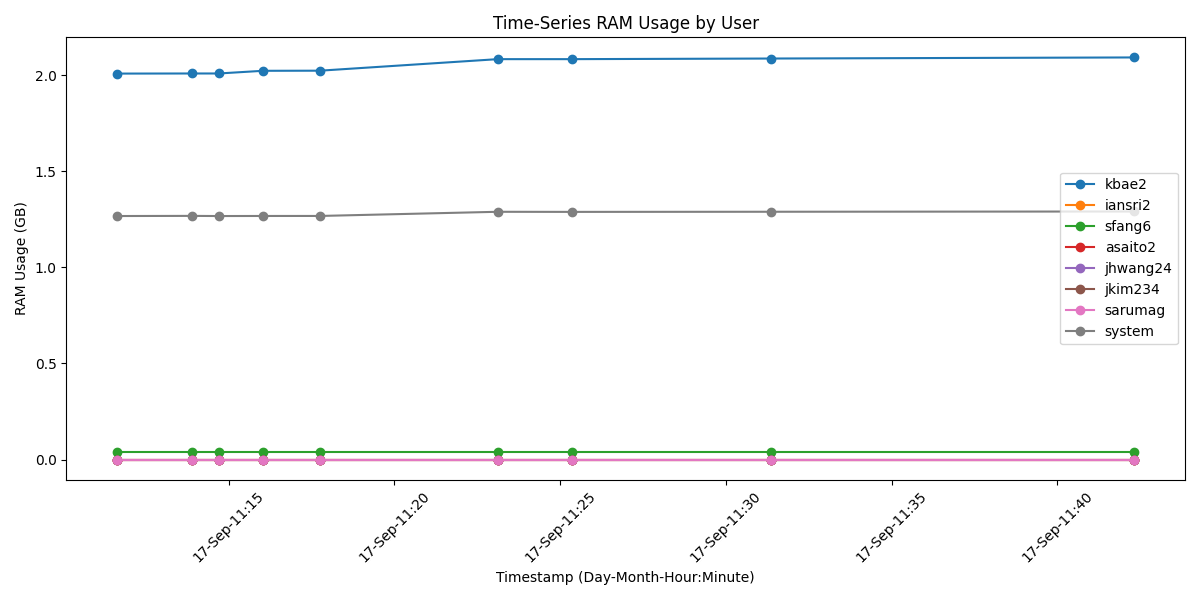 Time-Series RAM Usage by User
RAM Usage (GB)
2.0
1.5
1.0
0.5
0.0
kbae2
iansri2
sfang6
asaito2
jhwang24
jkim234
sarumag
system
17-Sep-11:15
17-Sep-11:20
17-Sep-11:25
17-Sep-11:30
17-Sep-11:35
17-Sep-11:40
Timestamp (Day-Month-Hour:Minute)